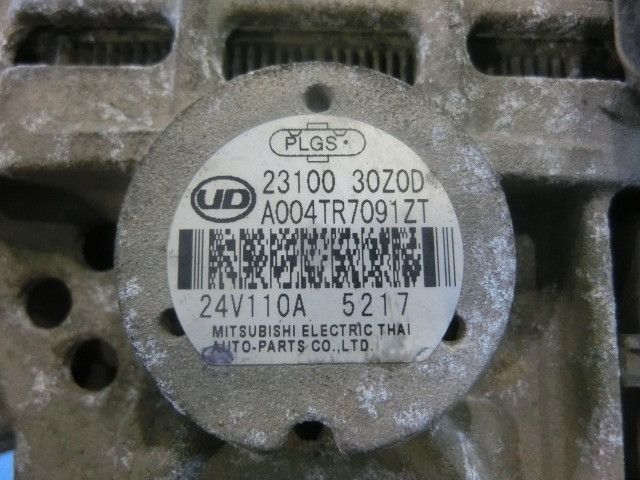 PLGS
UD 23100 30Z0D
A004TR7091ZT
24V110A 5217
MITSUBISHI ELECTRIC THAI
AUTO-PARTS CO.,LTD.